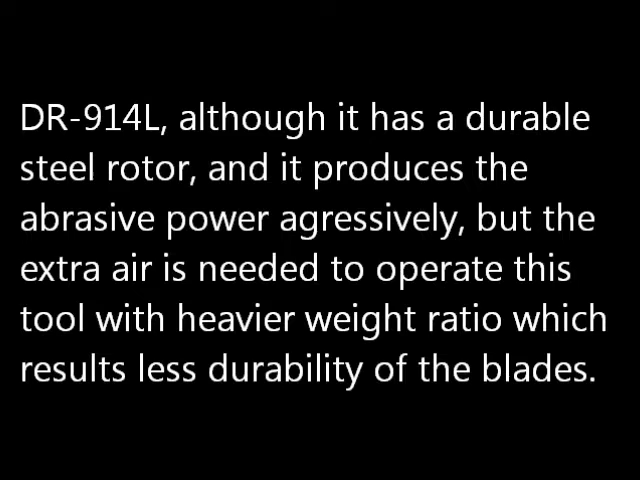 DR-914L, although it has a durable
steel rotor, and it produces the
abrasive power agressively, but the
extra air is needed to operate this
tool with heavier weight ratio which
results less durability of the blades.